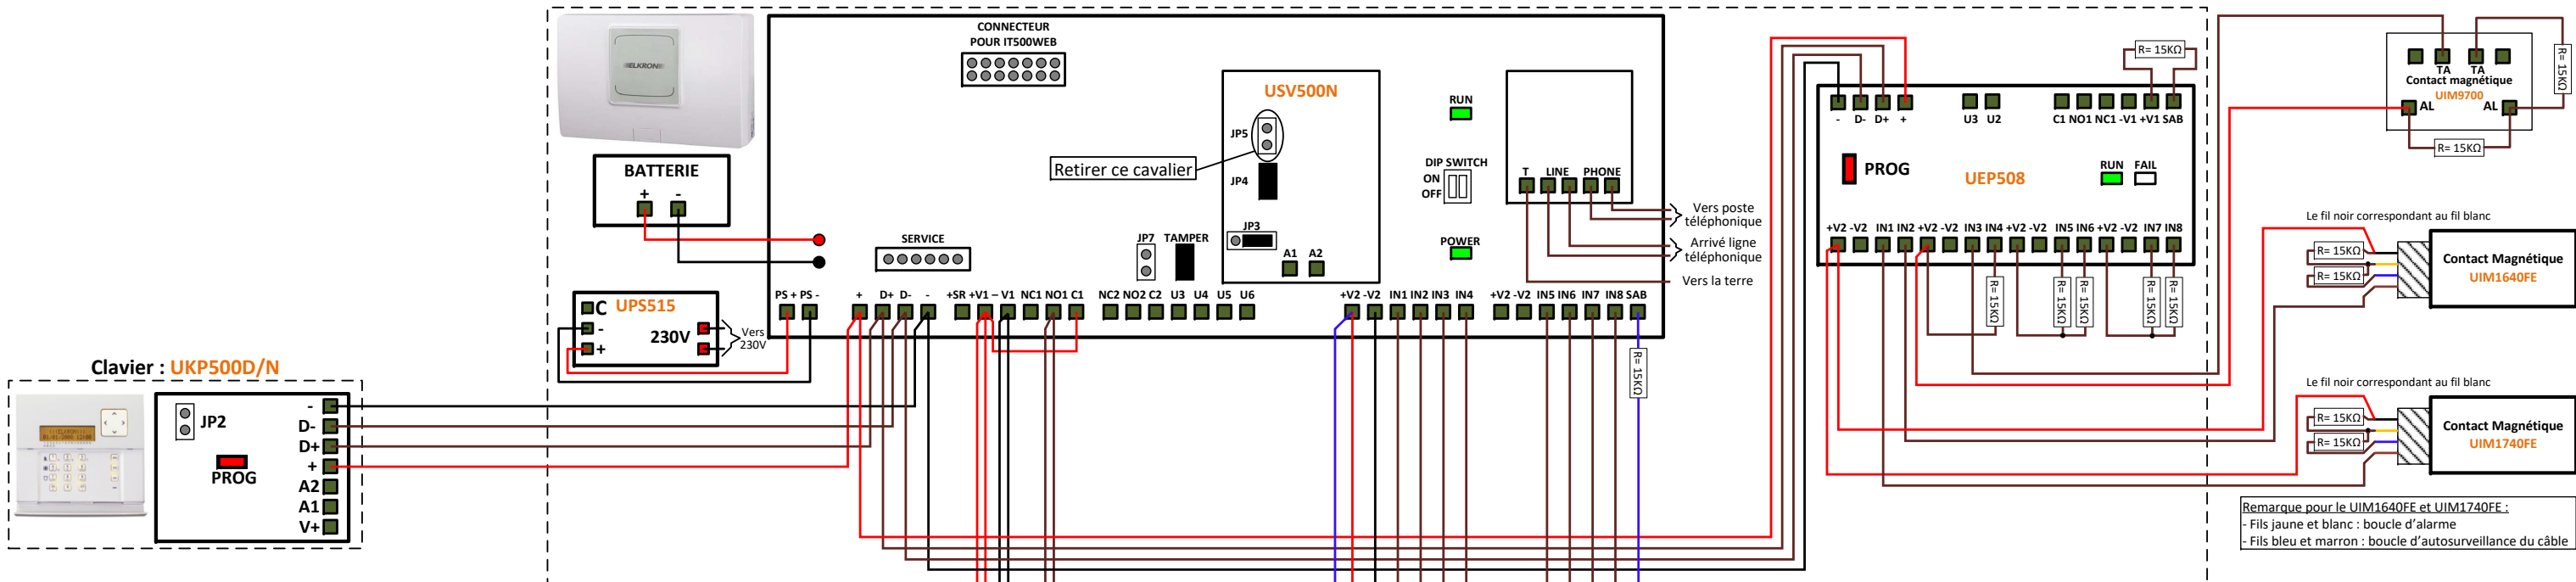 CONNECTEUR
POUR IT500WEB
ELKRON
USV500N
JP5
Retirer ce cavalier
JP4
JP3
A1 A2
RUN
DIP SWITCH
ON
OFF
POWER
T LINE PHONE
Vers poste
téléphonique
Arrivé ligne
téléphonique
Vers la terre
BATTERIE
+ -
SERVICE
JP7 TAMPER
UPS515
C
-
+
230V
Vers
230V
PS + PS - + D+ D- - +SR +V1 – V1 NC1 NO1 C1 NC2 NO2 C2 U3 U4 U5 U6 +V2 -V2 IN1 IN2 IN3 IN4 +V2 -V2 IN5 IN6 IN7 IN8 SAB
R= 15KΩ
Clavier : UKP500D/N
JP2
PROG
-
D-
D+
+
A2
A1
V+
R= 15KΩ
- D- D+ + U3 U2 C1 NO1 NC1 -V1 +V1 SAB
PROG
UEP508
RUN FAIL
+V2 -V2 IN1 IN2 +V2 -V2 IN3 IN4 +V2 -V2 IN5 IN6 +V2 -V2 IN7 IN8
R= 15KΩ
R= 15KΩ
R= 15KΩ
R= 15KΩ
R= 15KΩ
TA TA
Contact magnétique
UIM9700
AL AL
R= 15KΩ
R= 15KΩ
Le fil noir correspondant au fil blanc
R= 15KΩ
R= 15KΩ
Contact Magnétique
UIM1640FE
Le fil noir correspondant au fil blanc
R= 15KΩ
R= 15KΩ
Contact Magnétique
UIM1740FE
Remarque pour le UIM1640FE et UIM1740FE :
- Fils jaune et blanc : boucle d’alarme
- Fils bleu et marron : boucle d’autosurveillance du câble